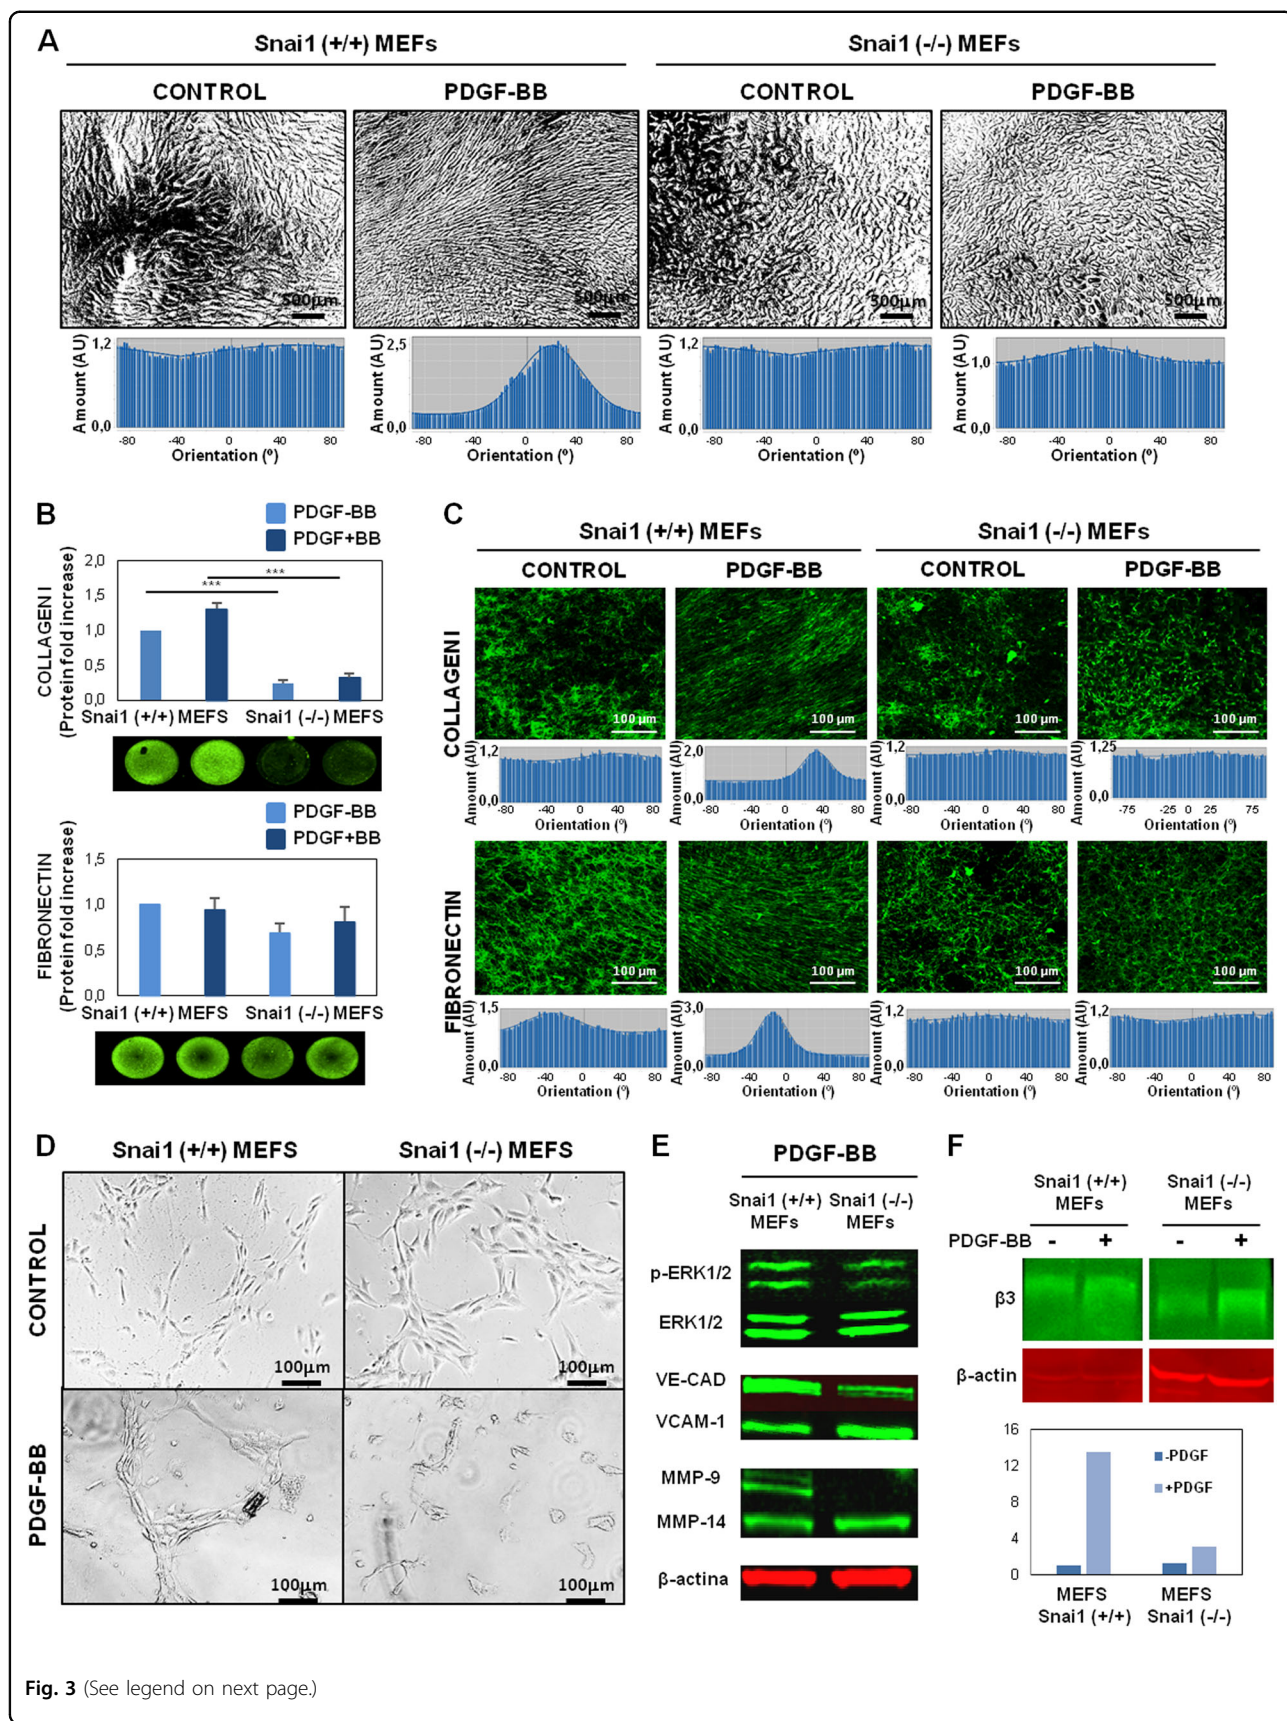 A
Snai1 (+/+) MEFs
Snai1 (-/-) MEFs
CONTROL
PDGF-BB
CONTROL
PDGF-BB
500µm
500µm
500µm
500µm
Amount (AU)
1,2
0,0
-80
-40
0
40
80
Orientation (º)
Amount (AU)
2.5
0,0
-80
-40
0
40
80
Orientation (º)
Amount (AU)
1,2
0,0
-80
-40
0
40
80
Orientation (º)
Amount (AU)
1,0
0,0
-80
-40
0
40
80
Orientation (º)
B
PDGF-BB
PDGF+BB
COLLAGEN I
(Protein fold increase)
2,0
1,5
1,0
0,5
0,0
***
***
Snai1 (+/+) MEFS
Snai1 (-/-) MEFS
PDGF-BB
PDGF+BB
FIBRONECTIN
(Protein fold increase)
1,5
1,0
0,5
0,0
Snai1 (+/+) MEFS
Snai1 (-/-) MEFS
C
Snai1 (+/+) MEFs
Snai1 (-/-) MEFs
CONTROL
PDGF-BB
CONTROL
PDGF-BB
COLLAGEN I
100 µm
100 µm
100 µm
100 µm
Amount (AU)
1,2
0,0
-80
-40
0
40
80
Orientation (º)
Amount (AU)
2,0
0,0
-80
-40
0
40
80
Orientation (º)
Amount (AU)
1,2
0,0
-80
-40
0
40
80
Orientation (º)
Amount (AU)
1,25
0,0
-75
-25
0
25
75
Orientation (º)
FIBRONECTIN
100 µm
100 µm
100 µm
100 µm
Amount (AU)
1,5
0,0
-80
-40
0
40
80
Orientation (º)
Amount (AU)
3,0
0,0
-80
-40
0
40
80
Orientation (º)
Amount (AU)
1,2
0,0
-80
-40
0
40
80
Orientation (º)
Amount (AU)
1,2
0,0
-80
-40
0
40
80
Orientation (º)
D
Snai1 (+/+) MEFS
Snai1 (-/-) MEFS
CONTROL
100µm
100µm
PDGF-BB
100µm
100µm
E
PDGF-BB
Snai1 (+/+)
MEFs
Snai1 (-/-)
MEFs
p-ERK1/2
ERK1/2
VE-CAD
VCAM-1
MMP-9
MMP-14
β-actina
F
Snai1 (+/+)
MEFs
Snai1 (-/-)
MEFs
PDGF-BB
-
+
-
+
β3
β-actin
16
12
8
4
0
-PDGF
+PDGF
MEFS
Snai1 (+/+)
MEFS
Snai1 (-/-)
Fig. 3 (See legend on next page.)